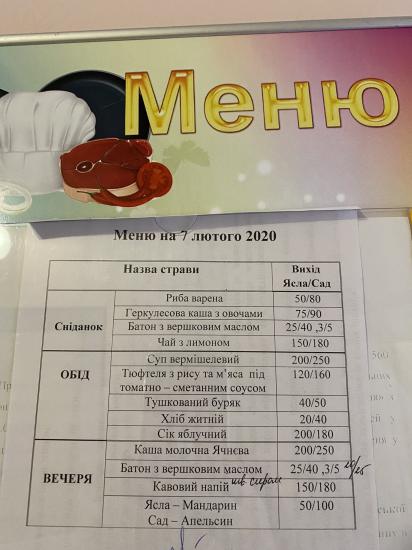 Меню
Меню на 7 лютого 2020
Назва страви Вихід Ясла/Сад
Риба варена 50/80
Геркулесова каша з овочами 75/90
Сніданок Батон з вершковим маслом 25/40 ,3/5
Чай з лимоном 150/180
ОБІД Суп вермішелевий 200/250
Тюфтеля з рису та м'яса під 120/160
томатно – сметанним соусом
Тушкований буряк 40/50
Хліб житній 20/40
Сік яблучний 200/180
Каша молочна Ячнева 200/250
Батон з вершковим маслом 25/40, 3/5
ВЕЧЕРЯ Кавовий напій 150/180
Ясла – Мандарин 50/100
Сад – Апельсин